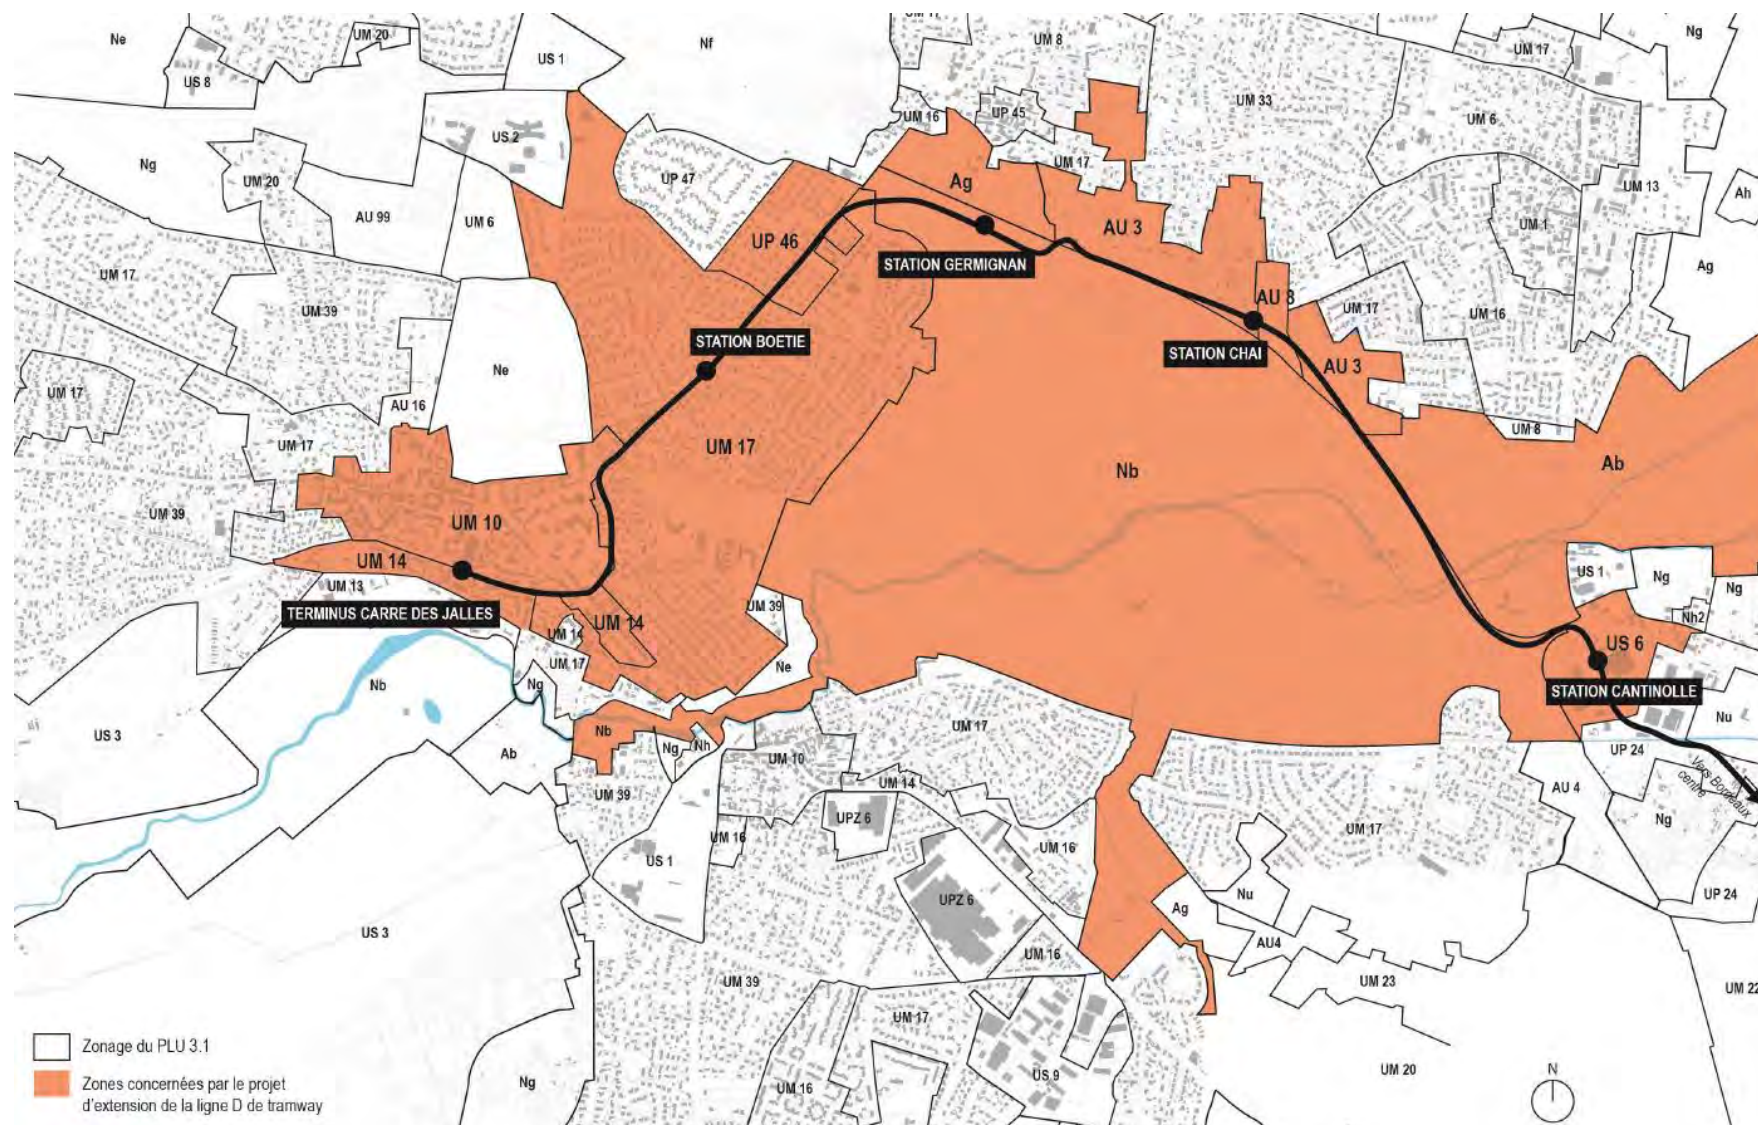 UM 17
Ne
UM 20
Nf
UM 8
Ng
US 1
UM 17
US 8
UM 33
UM 16
UP 45
UM 6
US 2
Ng
UM 17
UM 20
UP 47
Ag
UM 13
Ah
AU 99
UM 6
AU 3
UM 1
UP 46
STATION GERMIGNAN
Ag
UM 17
AU 3
UM 39
UM 17
UM 16
STATION BOETIE
STATION CHAI
AU 3
Ne
UM 17
AU 16
UM 17
UM 17
UM 8
Nb
Ab
UM 39
UM 10
UM 14
US 1
Ng
Ng
UM 13
TERMINUS CARRE DES JALLES
UM 39
Nh2
UM 14
UM 14
US 6
UM 17
Ne
Ng
Nb
STATION CANTINOLLE
Nu
US 3
Nb
UM 17
Ab
Ng
Nh
UM 10
UP 24
Vers Bordeaux
centre
UM 39
UM 14
AU 4
UPZ 6
Ng
UM 16
UM 17
UM 16
US 1
UPZ 6
Nu
UP 24
Ag
US 3
AU4
UM 16
UM 39
UM 23
UM 22
UM 17
Zonage du PLU 3.1
US 9
UM 20
N
Ng
UM 16
Zones concernées par le projet
d'extension de la ligne D de tramway